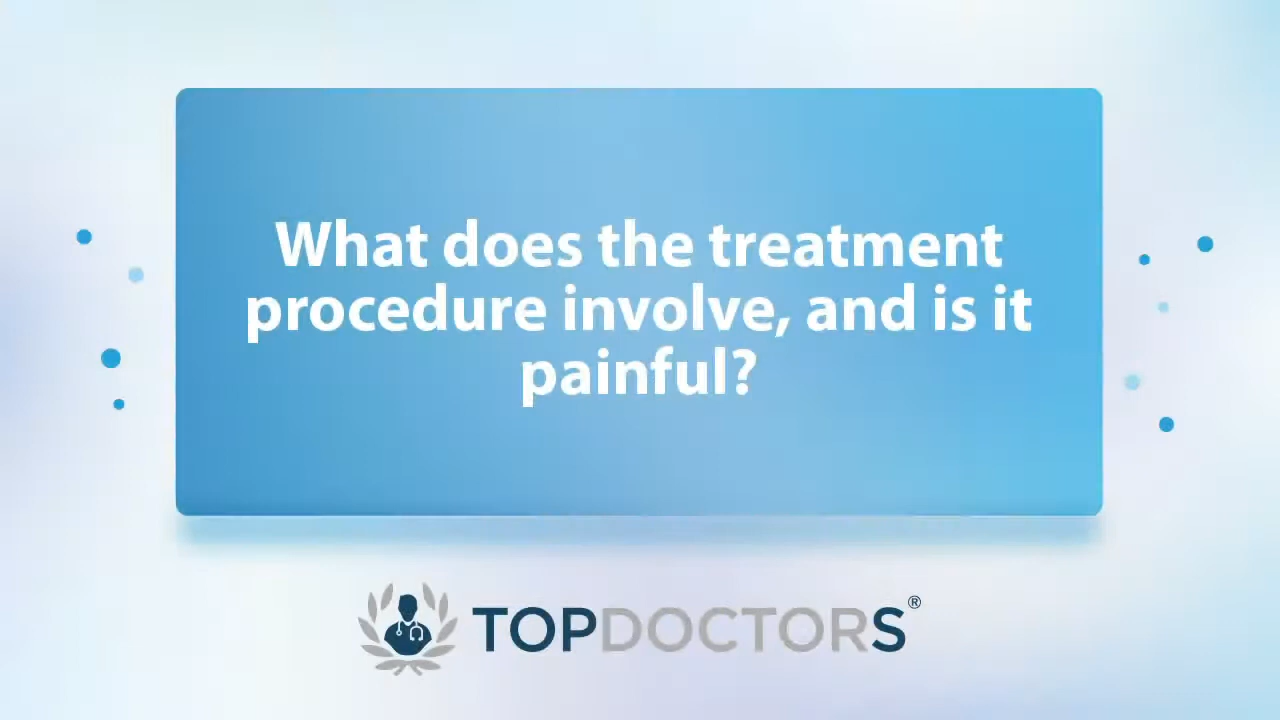 What does the treatment
procedure involve, and is it
painful?
TOPDOCTORS®